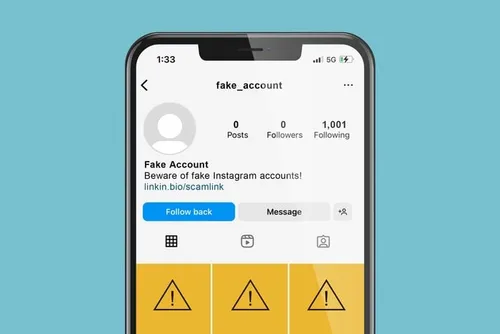 1:33
5G
fake_account
0 0 1,001
Posts Followers Following
Fake Account
Beware of fake Instagram accounts!
linkin.bio/scamlink
Follow back Message
! ! !